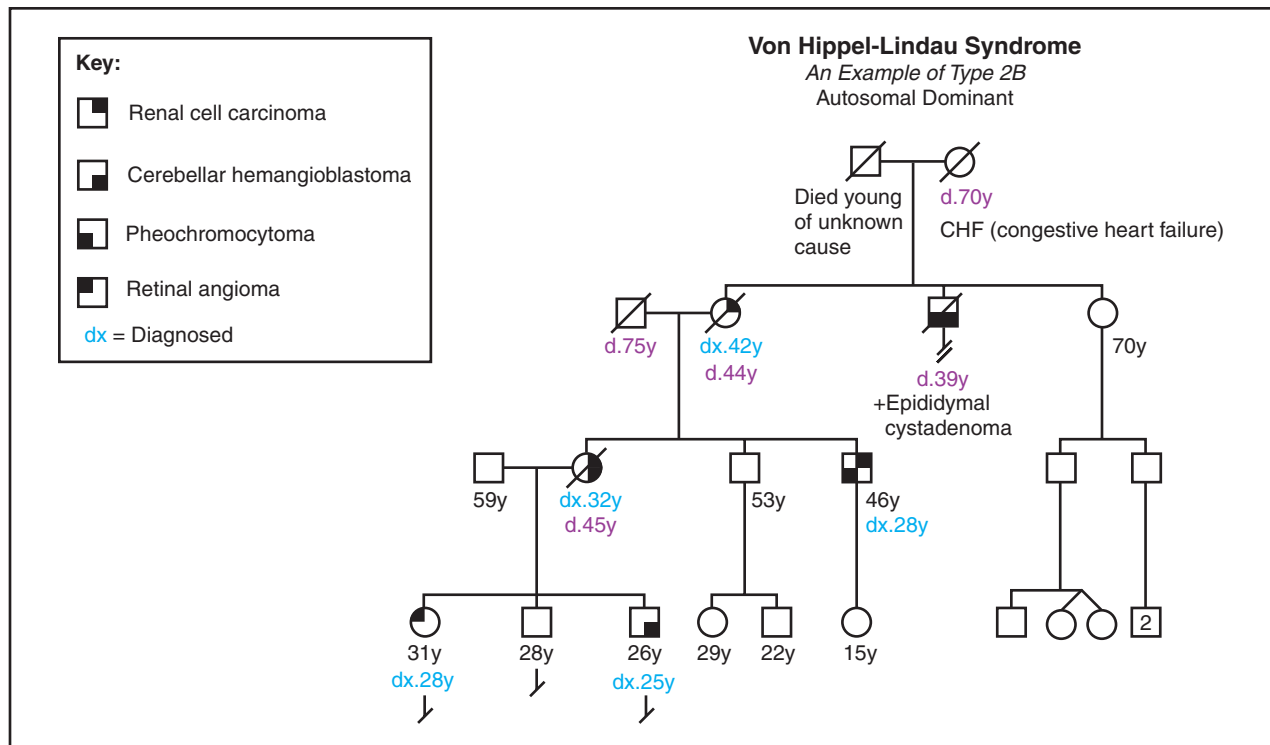 Key:
Renal cell carcinoma
Cerebellar hemangioblastoma
Pheochromocytoma
Retinal angioma
dx = Diagnosed
Von Hippel-Lindau Syndrome
An Example of Type 2B
Autosomal Dominant
Died young
of unknown
cause
d.70y
CHF (congestive heart failure)
d.75y
dx.42y
d.44y
d.39y
+Epididymal
cystadenoma
70y
59y
dx.32y
d.45y
53y
46y
dx.28y
31y
dx.28y
28y
26y
dx.25y
29y
22y
15y
2